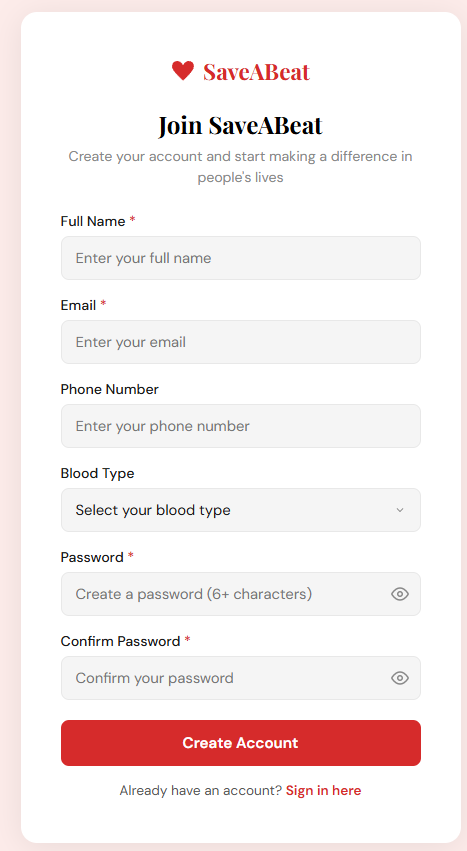 SaveABeat
Join SaveABeat
Create your account and start making a difference in
people's lives
Full Name *
Enter your full name
Email *
Enter your email
Phone Number
Enter your phone number
Blood Type
Select your blood type
Password *
Create a password (6+ characters)
Confirm Password *
Confirm your password
Create Account
Already have an account? Sign in here